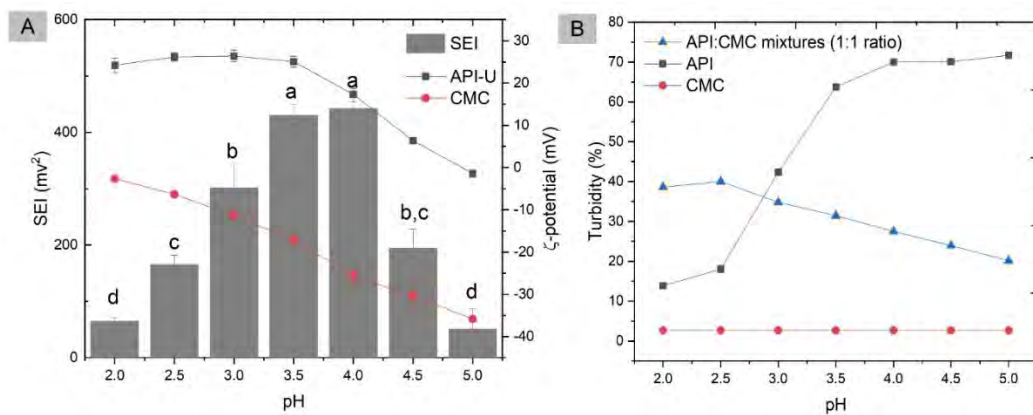 A
SEI
API-U
CMC
SEI (mv²)
600
400
200
0
d
c
b
a
a
b,c
d
30
20
10
0
-10
-20
-30
-40
ζ-potential (mV)
2.0 2.5 3.0 3.5 4.0 4.5 5.0
pH
B
API:CMC mixtures (1:1 ratio)
API
CMC
Turbidity (%)
80
70
60
50
40
30
20
10
0
2.0 2.5 3.0 3.5 4.0 4.5 5.0
pH